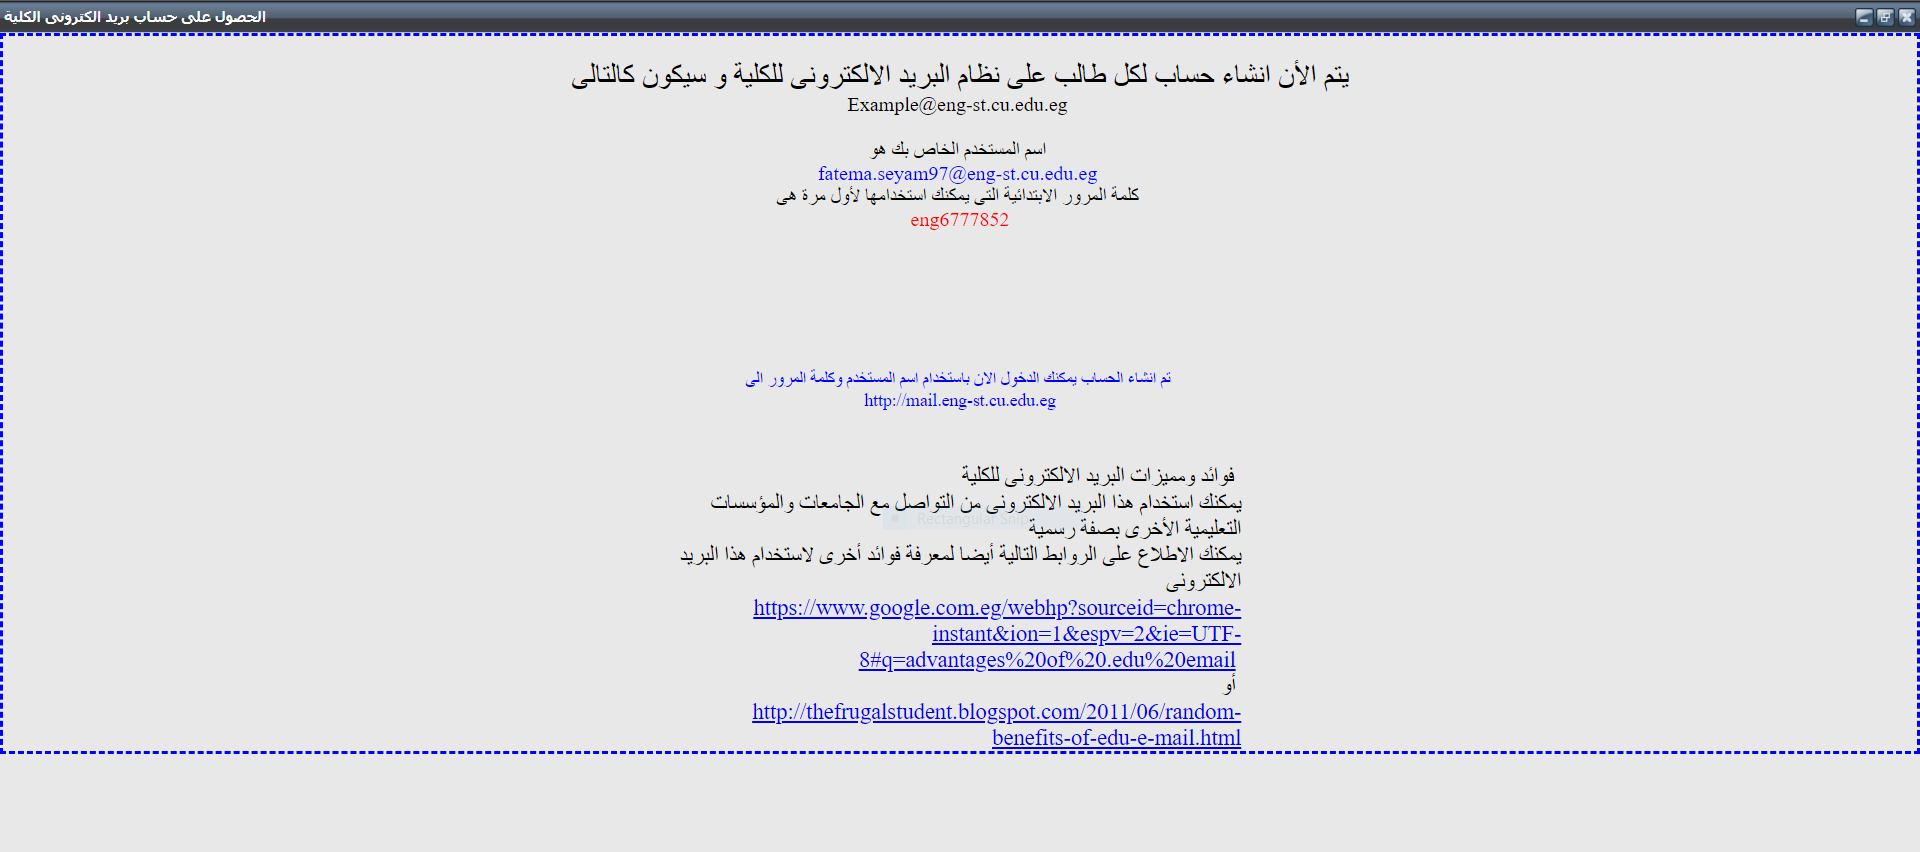 الحصول على حساب بريد الكترونى الكلية
يتم الأن انشاء حساب لكل طالب على نظام البريد الالكترونى للكلية و سيكون كالتالى
Example@eng-st.cu.edu.eg
اسم المستخدم الخاص بك هو
fatema.seyam97@eng-st.cu.edu.eg
كلمة المرور الابتدائية التى يمكنك استخدامها لأول مرة هى
eng6777852
تم انشاء الحساب يمكنك الدخول الان باستخدام اسم المستخدم وكلمة المرور الى
http://mail.eng-st.cu.edu.eg
فوائد ومميزات البريد الالكترونى للكلية
يمكنك استخدام هذا البريد الالكترونى من التواصل مع الجامعات والمؤسسات
Rectangular Snip
التعليمية الأخرى بصفة رسمية
يمكنك الاطلاع على الروابط التالية أيضا لمعرفة فوائد أخرى لاستخدام هذا البريد
الالكترونى
https://www.google.com.eg/webhp?sourceid=chrome-
instant&ion=1&espv=2&ie=UTF-
8#q=advantages%20of%20.edu%20email
أو
http://thefrugalstudent.blogspot.com/2011/06/random-
benefits-of-edu-e-mail.html